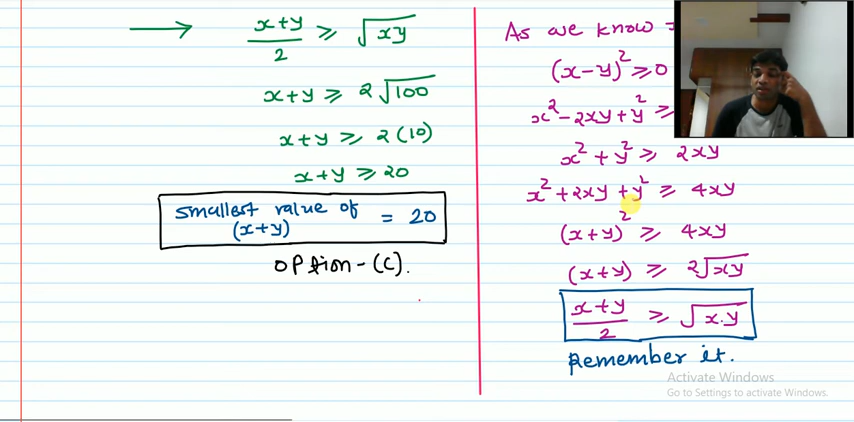 → x+y/2 ≥ √xy
x+y ≥ 2√100
x+y ≥ 2(10)
x+y ≥ 20
smallest value of (x+y) = 20
option-(C).
As we know
(x-y)² ≥ 0
x² - 2xy + y² ≥
x² + y² ≥ 2xy
x² + 2xy + y² ≥ 4xy
(x+y)² ≥ 4xy
(x+y) ≥ 2√xy
x+y/2 ≥ √x.y
Remember it.
Activate Windows
Go to Settings to activate Windows.